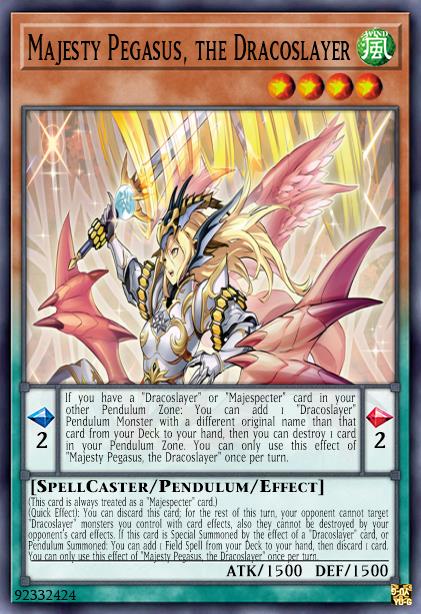 MAJESTY PEGASUS, THE DRACOSLAYER
WIND
風
If you have a "Dracoslayer" or "Majespecter" card in
your other Pendulum Zone: You can add 1 "Dracoslayer"
Pendulum Monster with a different original name than that
card from your Deck to your hand, then you can destroy 1 card
in your Pendulum Zone. You can only use this effect of
"Majesty Pegasus, the Dracoslayer" once per turn.
2
2
[SPELLCASTER/PENDULUM/EFFECT]
(This card is always treated as a "Majespecter" card.)
(Quick Effect): You can discard this card; for the rest of this turn, your opponent cannot target
"Dracoslayer" monsters you control with card effects, also they cannot be destroyed by your
opponent's card effects. If this card is Special Summoned by the effect of a "Dracoslayer" card, or
Pendulum Summoned: You can add 1 Field Spell from your Deck to your hand, then discard 1 card.
You can only use this effect of "Majesty Pegasus, the Dracoslayer" once per turn.
ATK/1500 DEF/1500
92332424